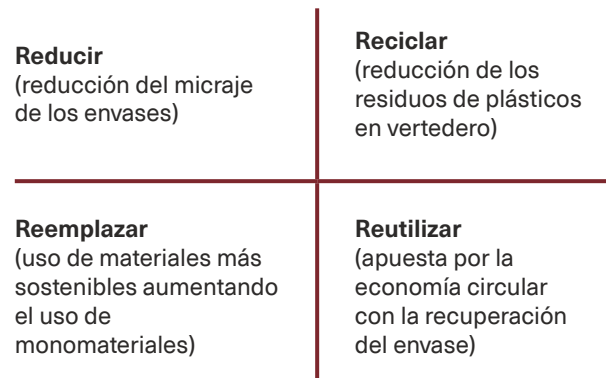 Reducir
(reducción del micraje
de los envases)
Reciclar
(reducción de los
residuos de plásticos
en vertedero)
Reemplazar
(uso de materiales más
sostenibles aumentando
el uso de
monomateriales)
Reutilizar
(apuesta por la
economía circular
con la recuperación
del envase)